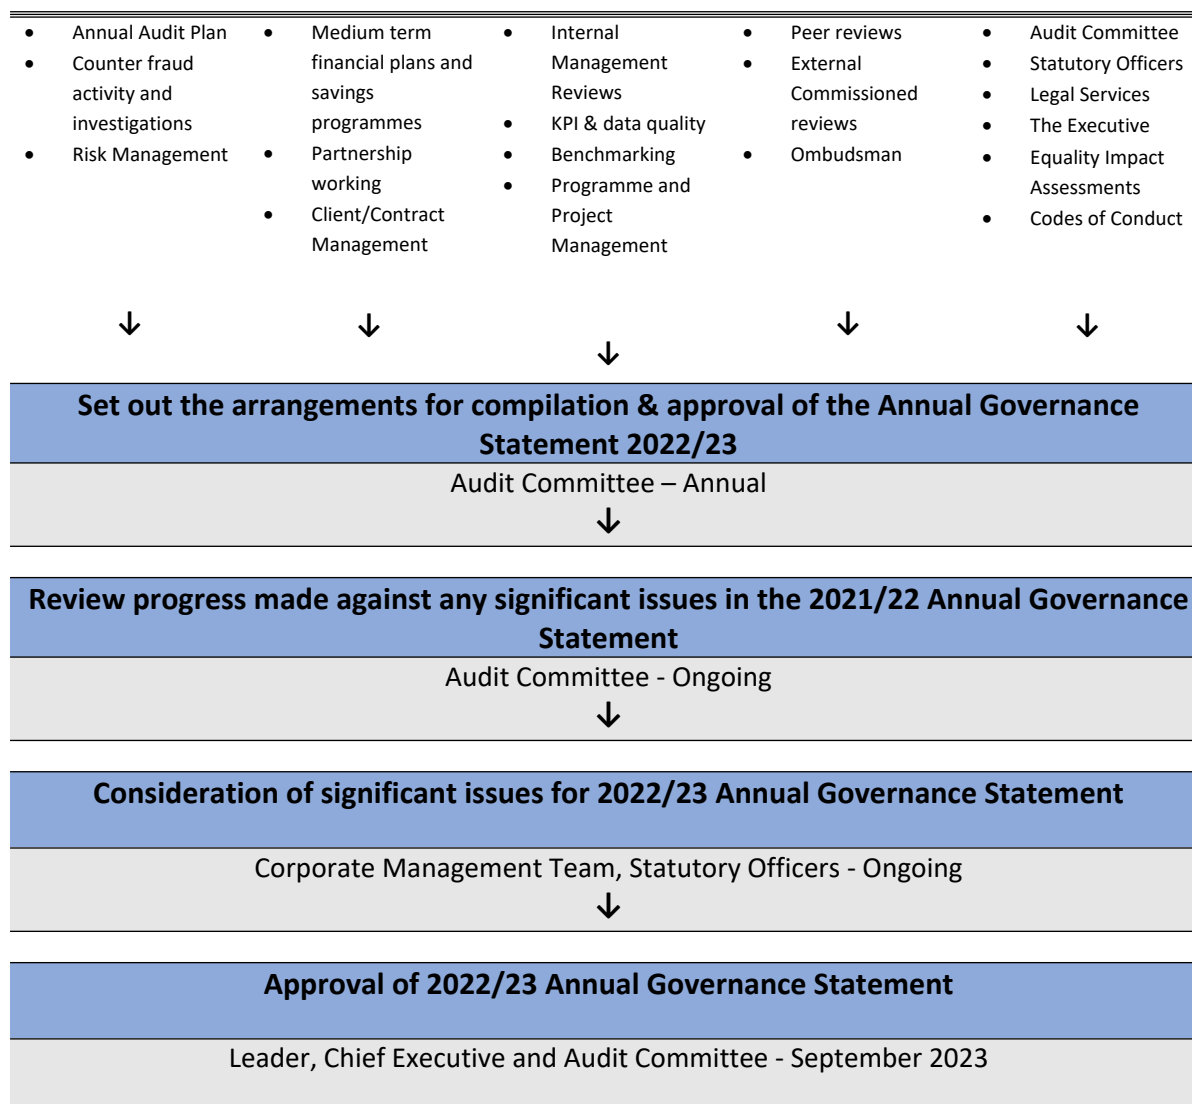 • Annual Audit Plan
• Counter fraud
activity and
investigations
• Risk Management
• Medium term
financial plans and
savings
programmes
• Partnership
working
• Client/Contract
Management
• Internal
Management
Reviews
• KPI & data quality
• Benchmarking
• Programme and
Project
Management
• Peer reviews
• External
Commissioned
reviews
• Ombudsman
• Audit Committee
• Statutory Officers
• Legal Services
• The Executive
• Equality Impact
Assessments
• Codes of Conduct
Set out the arrangements for compilation & approval of the Annual Governance
Statement 2022/23
Audit Committee – Annual
Review progress made against any significant issues in the 2021/22 Annual Governance
Statement
Audit Committee - Ongoing
Consideration of significant issues for 2022/23 Annual Governance Statement
Corporate Management Team, Statutory Officers - Ongoing
Approval of 2022/23 Annual Governance Statement
Leader, Chief Executive and Audit Committee - September 2023